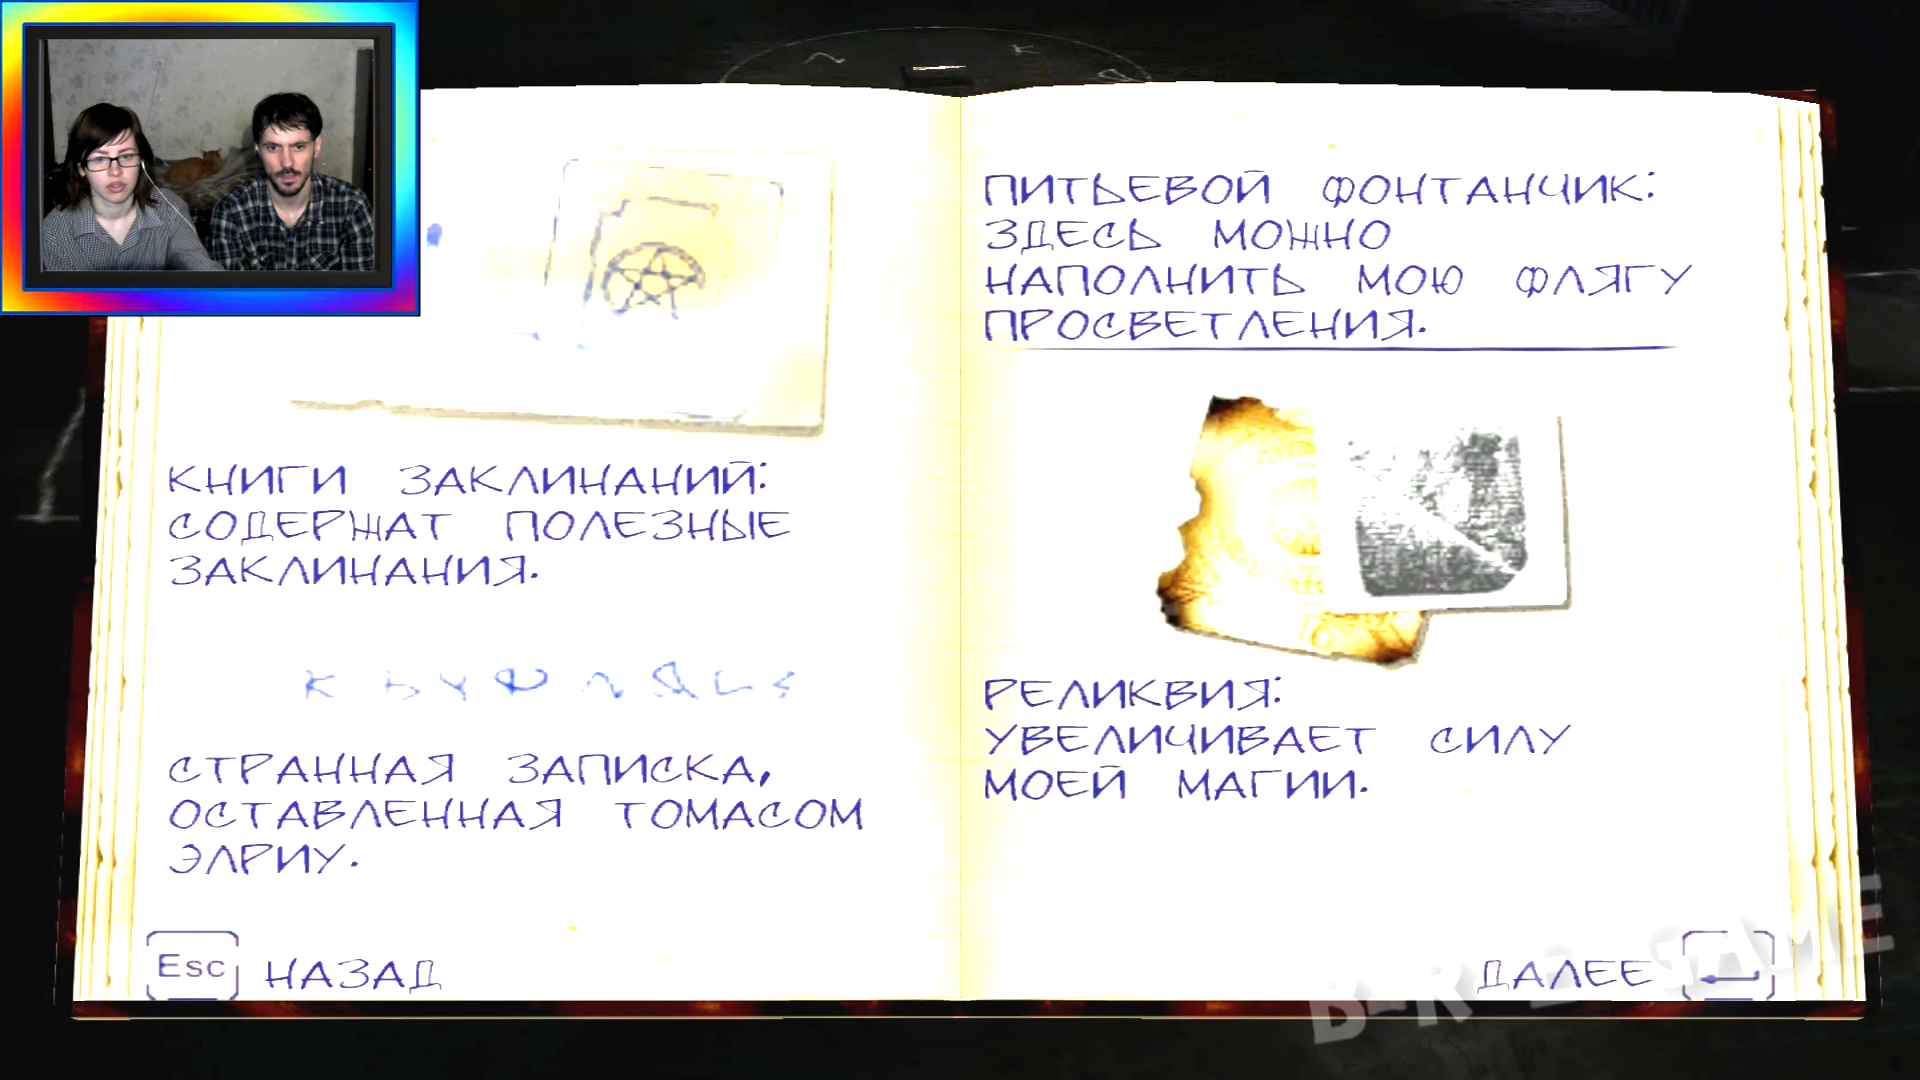 КНИГИ ЗАКЛИНАНИЙ:
СОДЕРЖАТ ПОЛЕЗНЫЕ
ЗАКЛИНАНИЯ.
СТРАННАЯ ЗАПИСКА,
ОСТАВЛЕННАЯ ТОМАСОМ
ЭЛРИУ.
Esc НАЗАД
ПИТЬЕВОЙ ФОНТАНЧИК:
ЗДЕСЬ МОЖНО
НАПОЛНИТЬ МОЮ ФЛЯГУ
ПРОСВЕТЛЕНИЯ.
РЕЛИКВИЯ:
УВЕЛИЧИВАЕТ СИЛУ
МОЕЙ МАГИИ.
ДАЛЕЕ
GAME